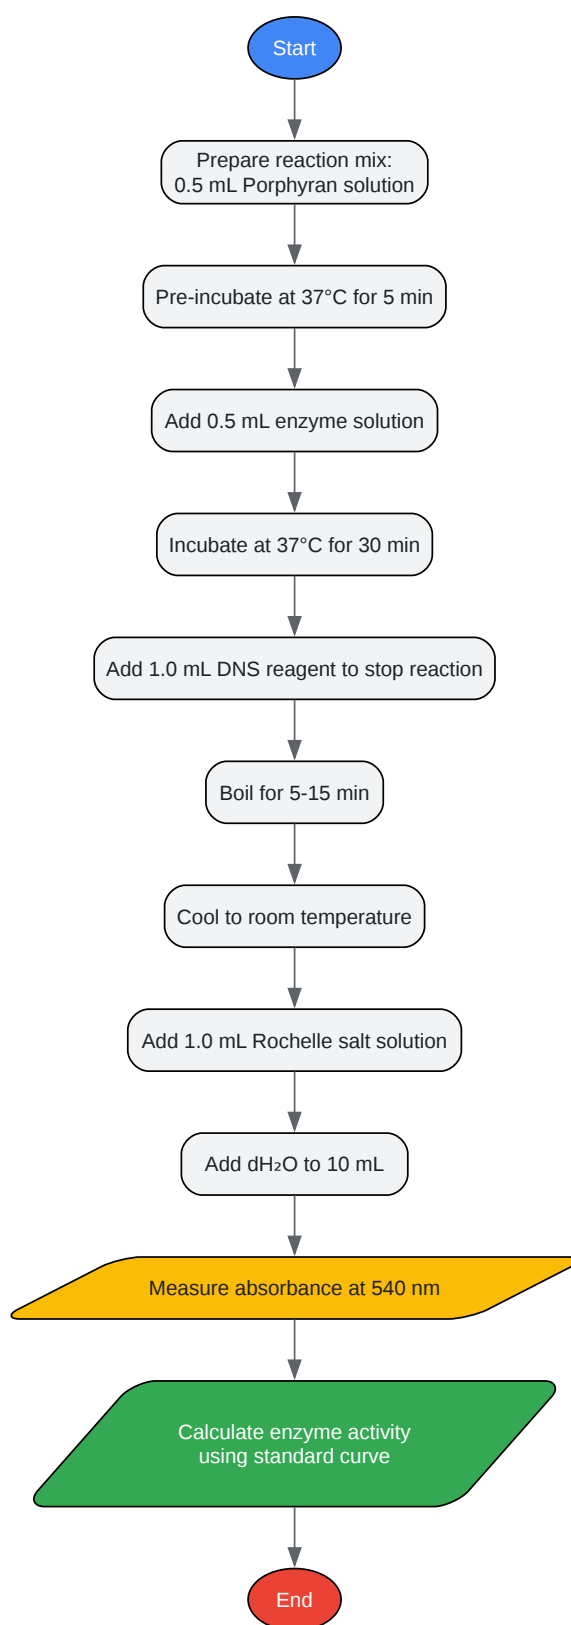 Start
Prepare reaction mix:
0.5 mL Porphyran solution
Pre-incubate at 37°C for 5 min
Add 0.5 mL enzyme solution
Incubate at 37°C for 30 min
Add 1.0 mL DNS reagent to stop reaction
Boil for 5-15 min
Cool to room temperature
Add 1.0 mL Rochelle salt solution
Add dH₂O to 10 mL
Measure absorbance at 540 nm
Calculate enzyme activity
using standard curve
End